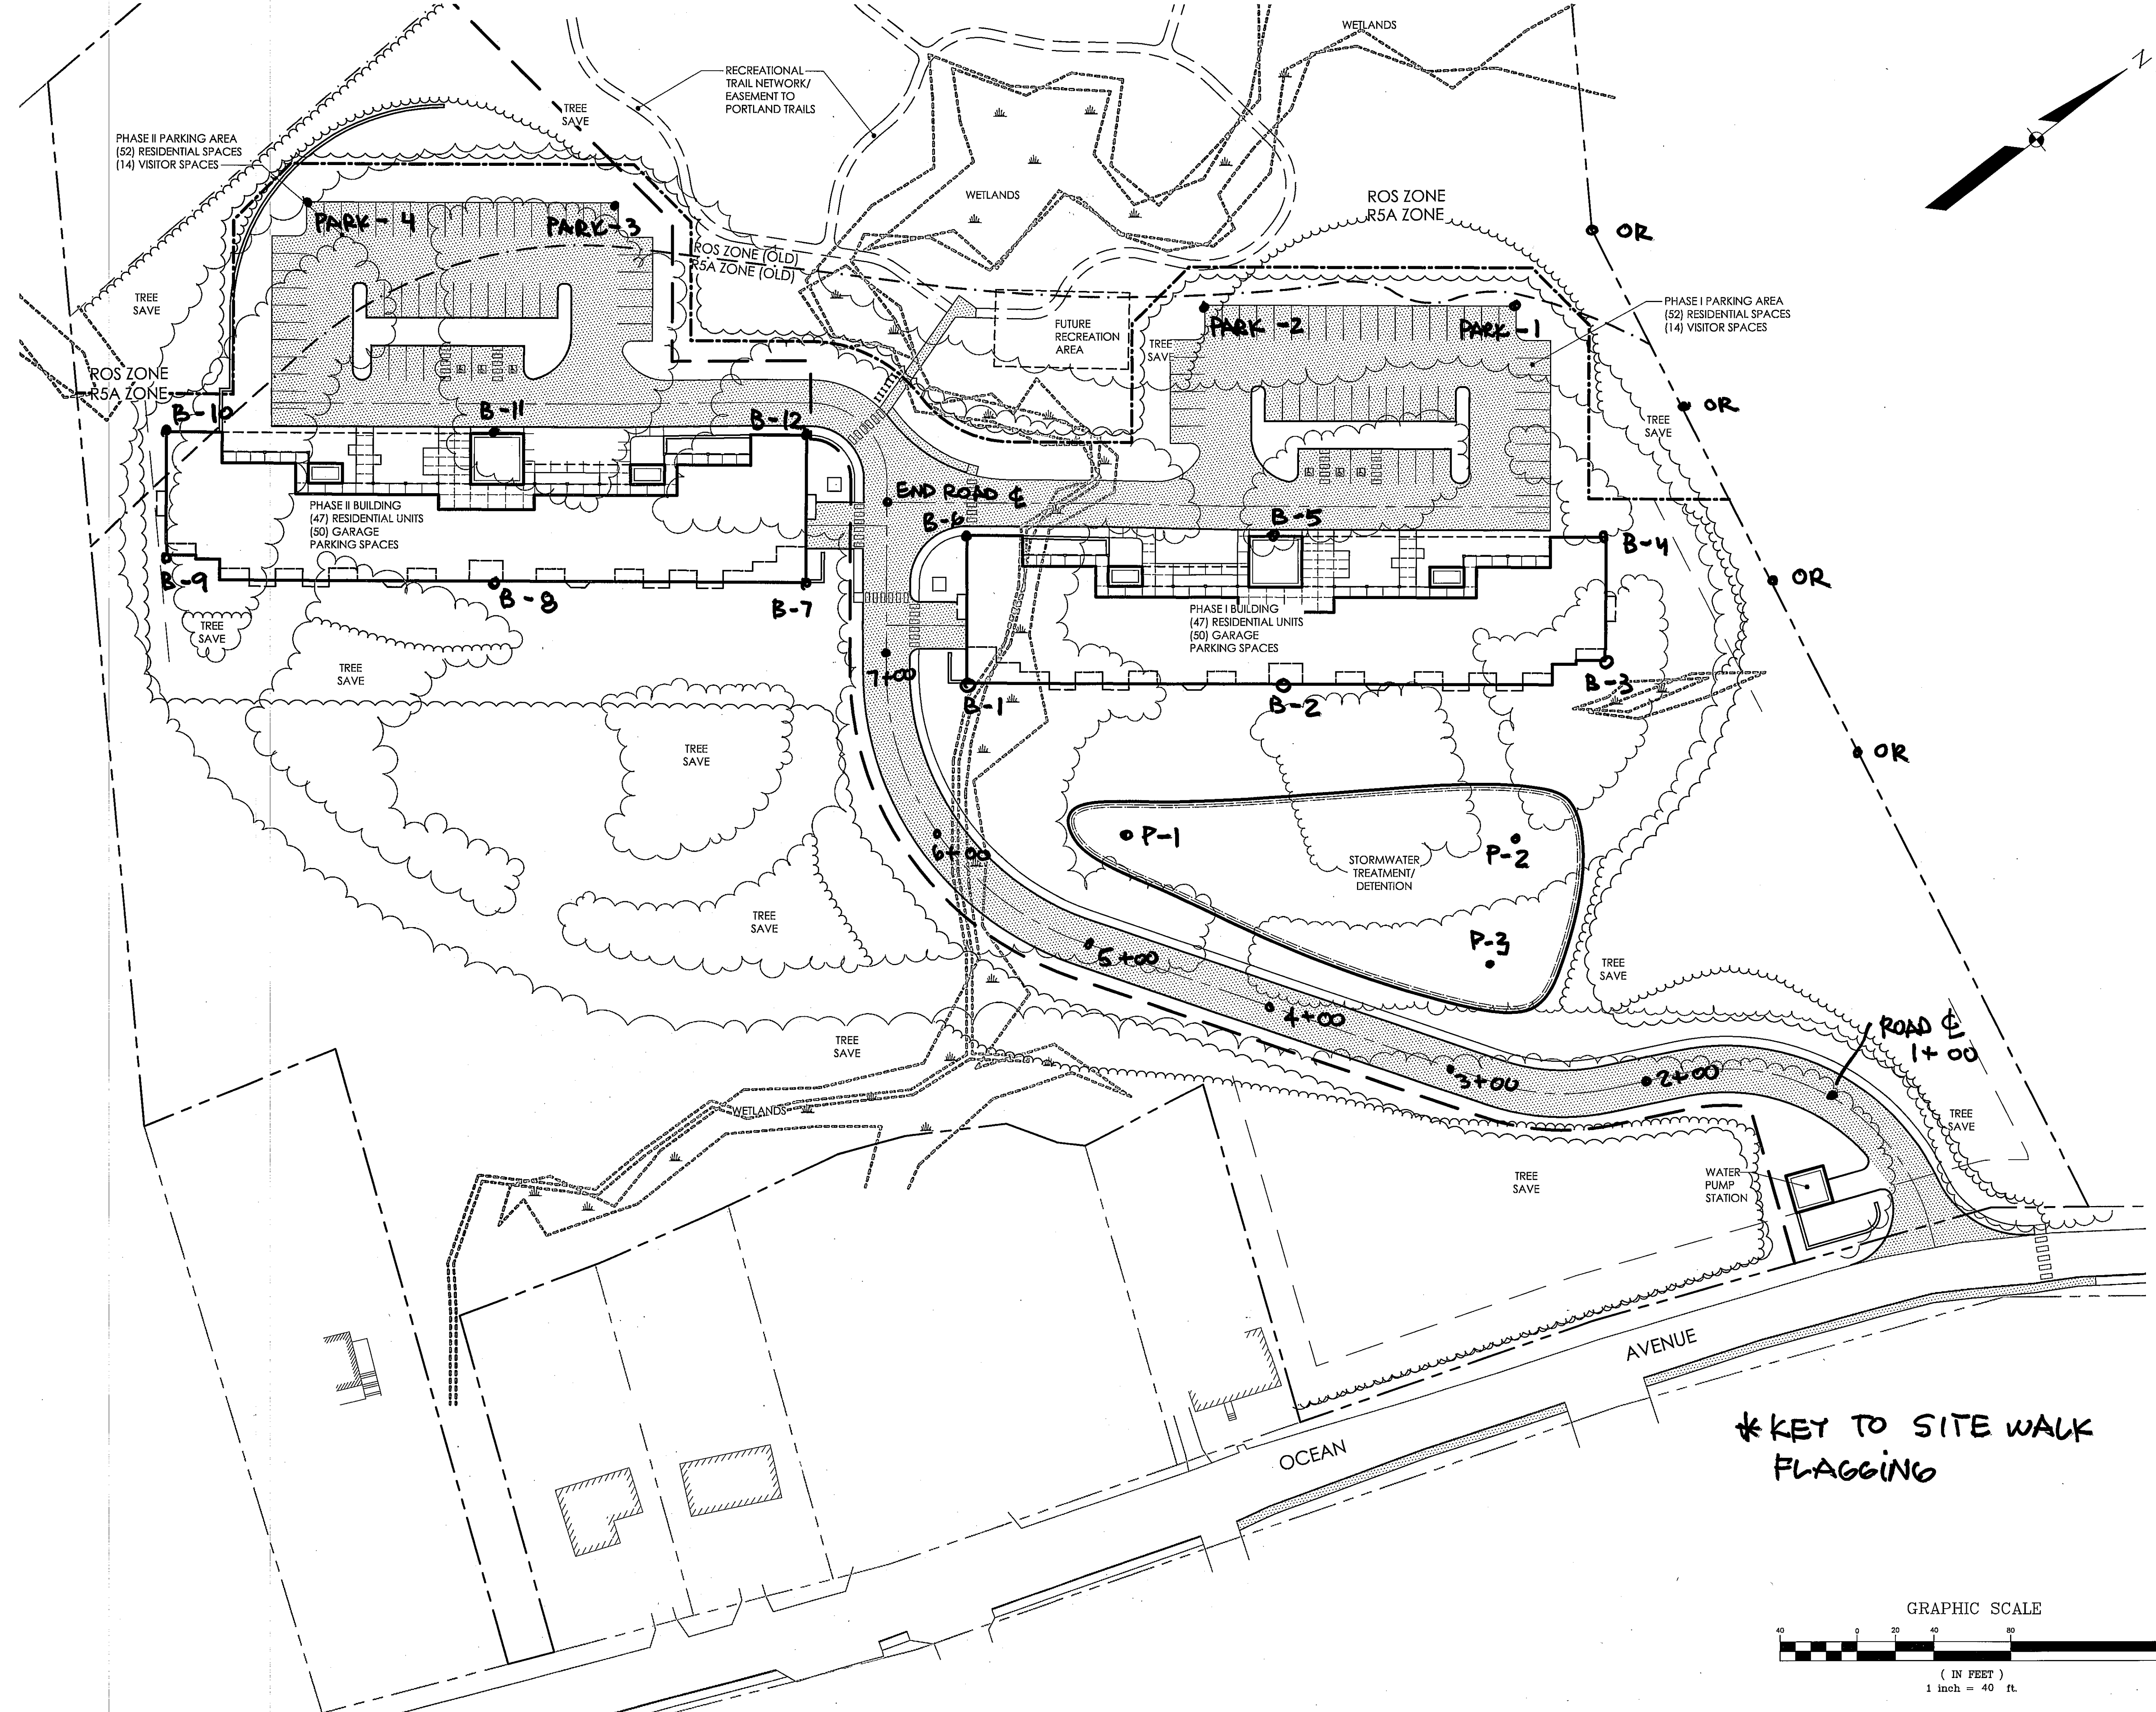 WETLANDS
N
RECREATIONAL
TRAIL NETWORK/
EASEMENT TO
PORTLAND TRAILS
TREE
SAVE
PHASE II PARKING AREA
(52) RESIDENTIAL SPACES
(14) VISITOR SPACES
WETLANDS
ROS ZONE
R5A ZONE
OR
PARK-4
PARK-3
ROS ZONE (OLD)
R5A ZONE (OLD)
TREE
SAVE
FUTURE
RECREATION
AREA
TREE
SAVE
PARK-2
PARK-1
PHASE I PARKING AREA
(52) RESIDENTIAL SPACES
(14) VISITOR SPACES
ROS ZONE
R5A ZONE
OR
TREE
SAVE
B-10
B-11
B-12
END ROAD ℄
B-6
B-5
B-4
PHASE II BUILDING
(47) RESIDENTIAL UNITS
(50) GARAGE
PARKING SPACES
OR
B-9
B-8
B-7
PHASE I BUILDING
(47) RESIDENTIAL UNITS
(50) GARAGE
PARKING SPACES
TREE
SAVE
TREE
SAVE
7+00
B-1
B-2
B-3
TREE
SAVE
OR
6+00
P-1
P-2
STORMWATER
TREATMENT/
DETENTION
TREE
SAVE
P-3
5+00
TREE
SAVE
4+00
TREE
SAVE
ROAD ℄
1+00
3+00
2+00
WETLANDS
TREE
SAVE
TREE
SAVE
WATER
PUMP
STATION
OCEAN AVENUE
*KEY TO SITE WALK
FLAGGING
GRAPHIC SCALE
40 0 20 40 80
( IN FEET )
1 inch = 40 ft.